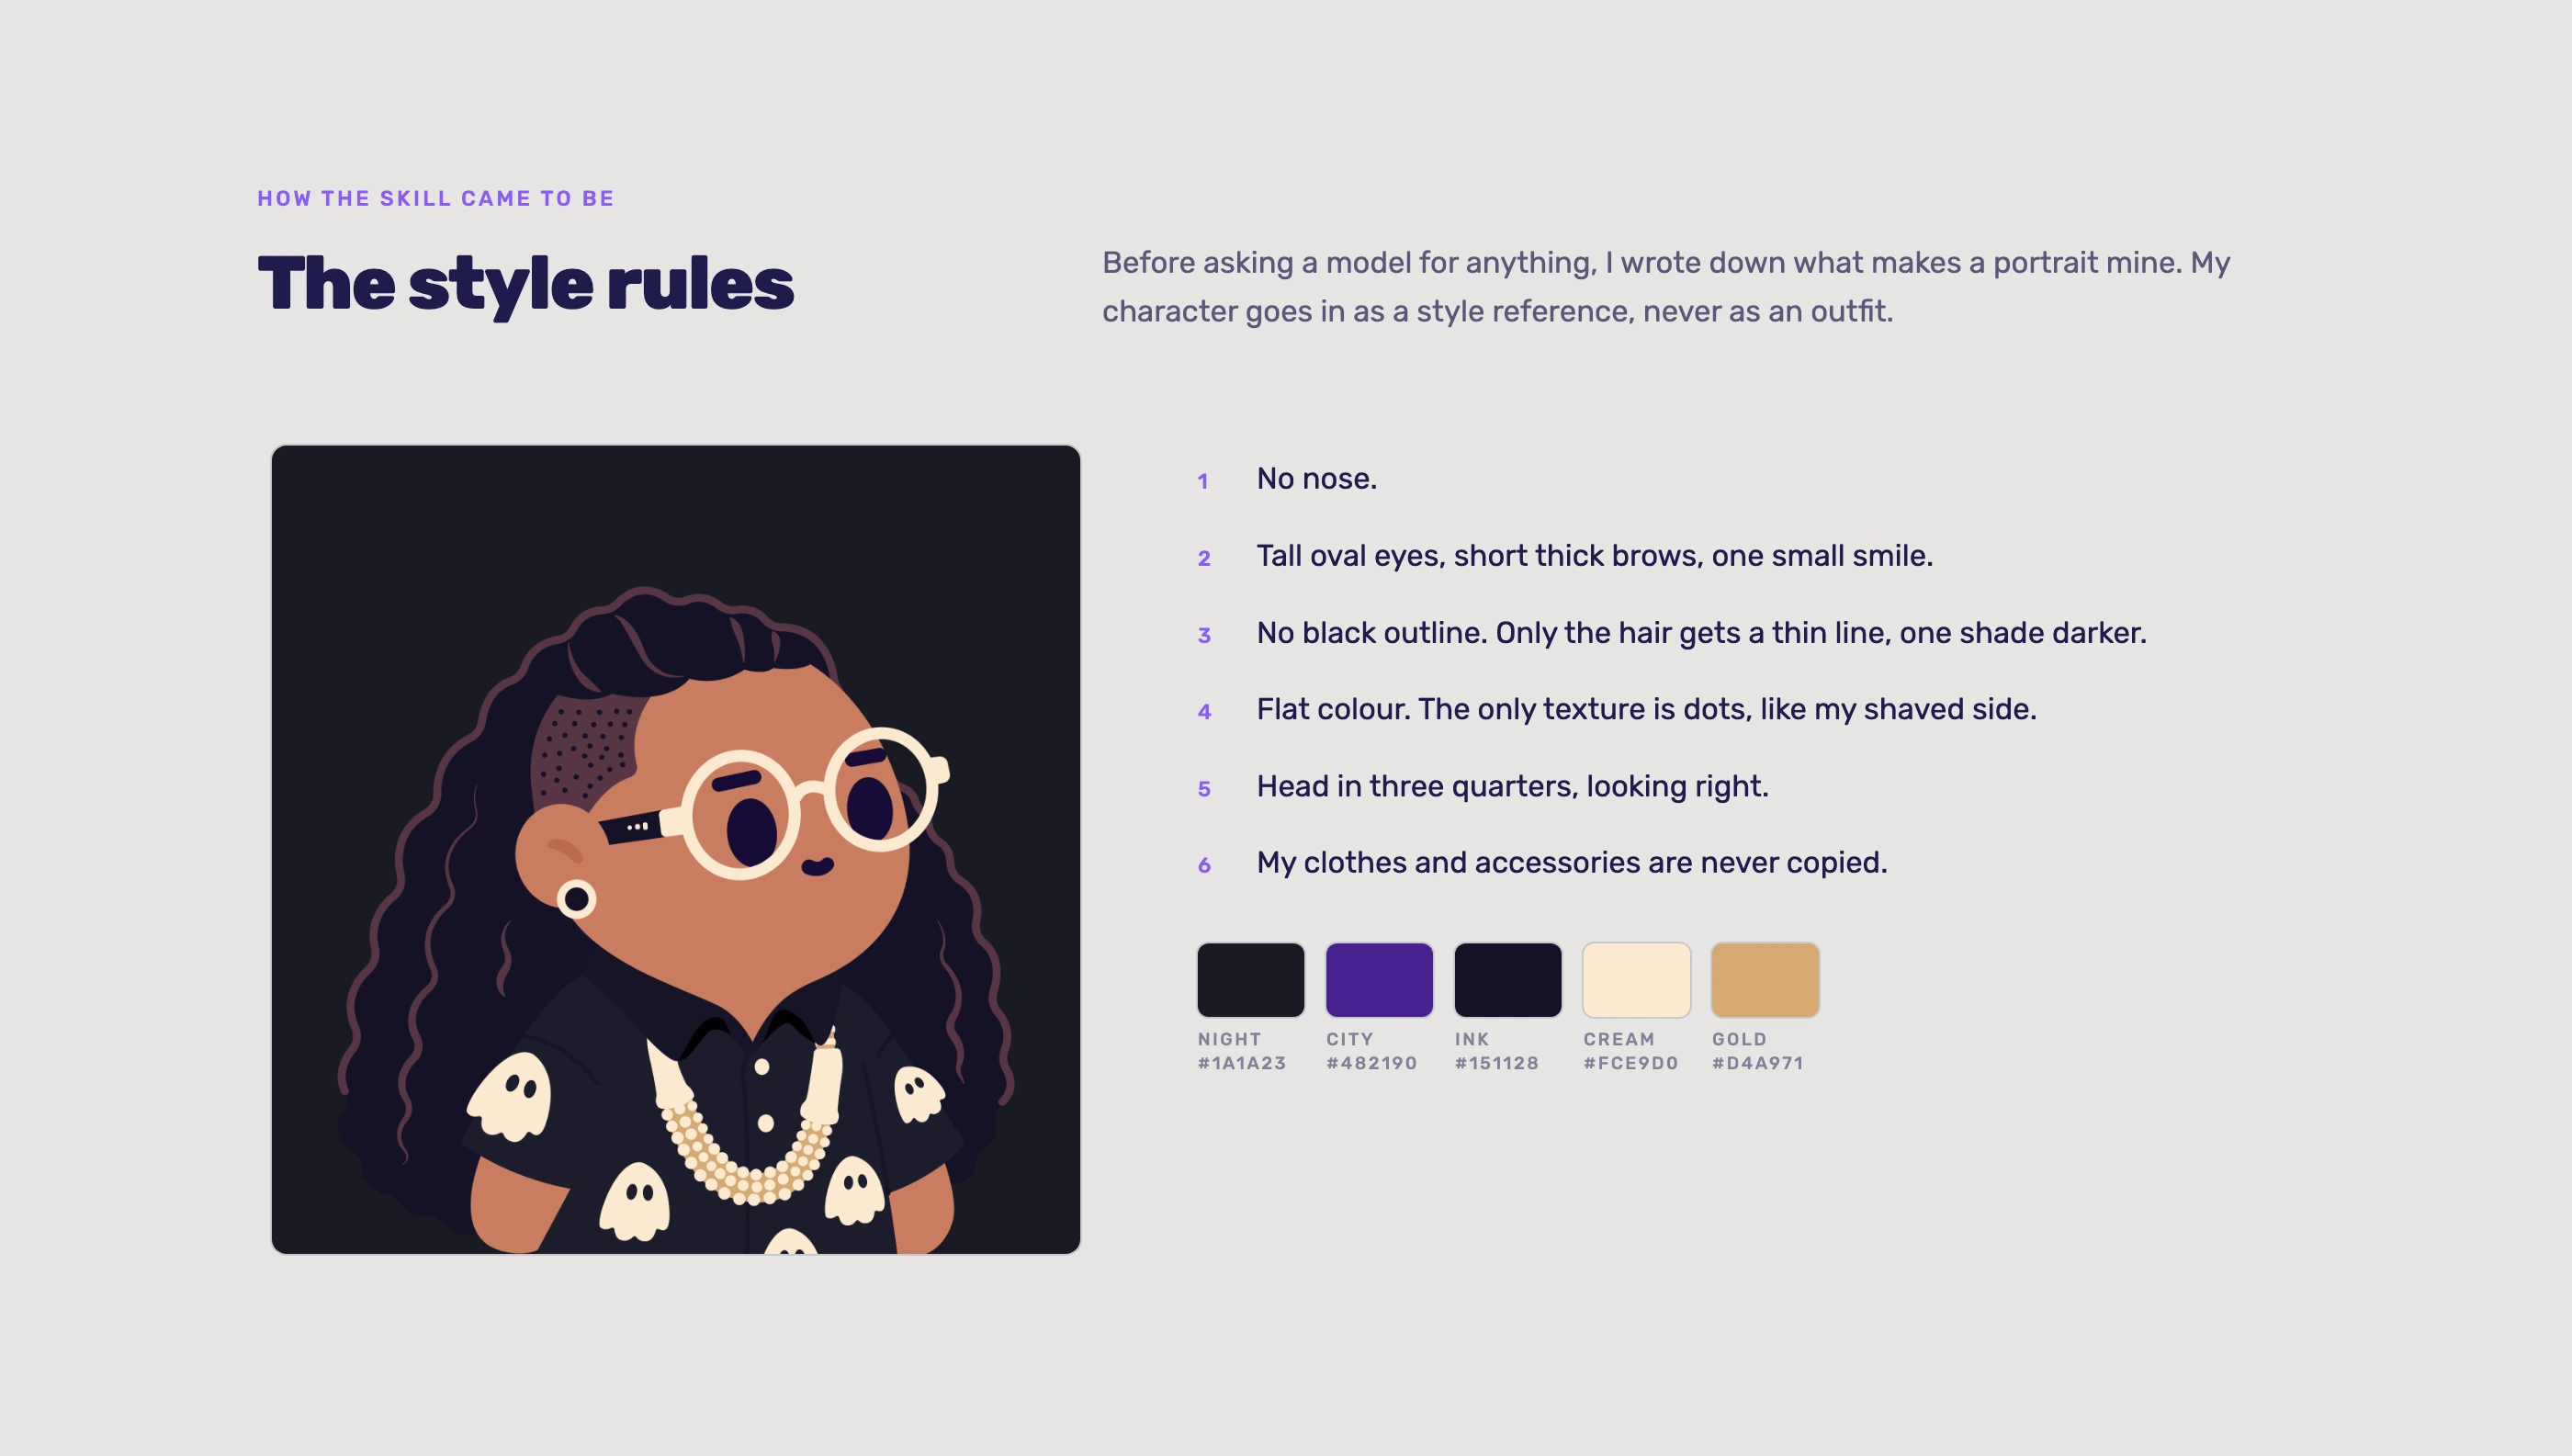 HOW THE SKILL CAME TO BE
The style rules
Before asking a model for anything, I wrote down what makes a portrait mine. My
character goes in as a style reference, never as an outfit.
1 No nose.
2 Tall oval eyes, short thick brows, one small smile.
3 No black outline. Only the hair gets a thin line, one shade darker.
4 Flat colour. The only texture is dots, like my shaved side.
5 Head in three quarters, looking right.
6 My clothes and accessories are never copied.
NIGHT CITY INK CREAM GOLD
#1A1A23 #482190 #151128 #FCE9D0 #D4A971